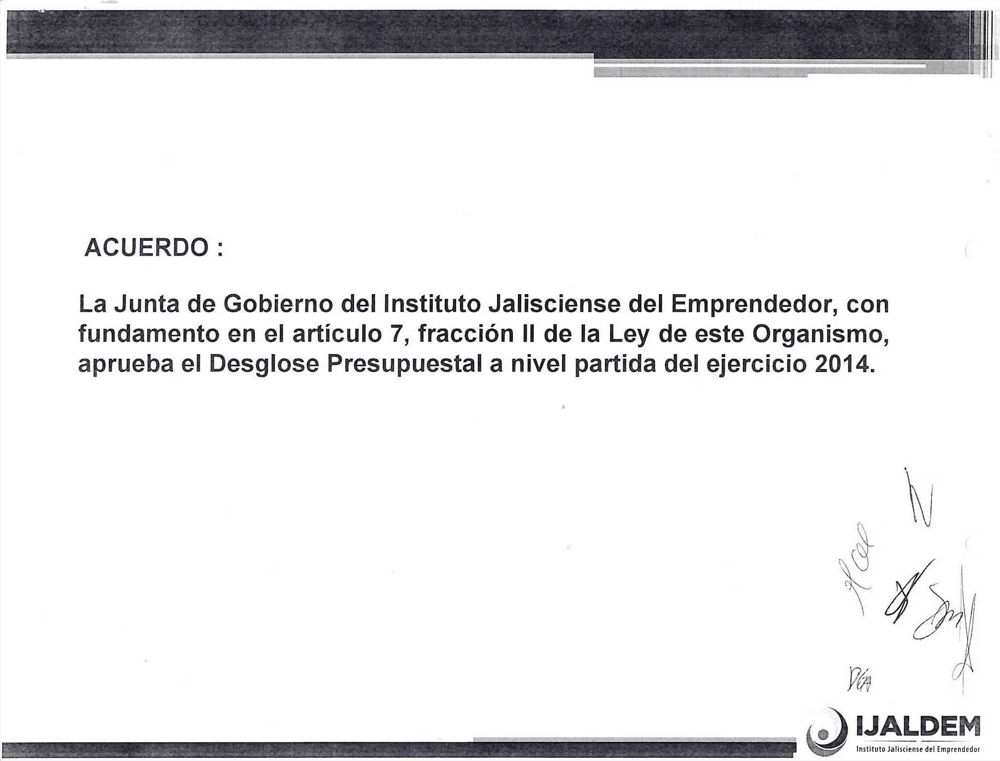 ACUERDO :
La Junta de Gobierno del Instituto Jalisciense del Emprendedor, con
fundamento en el artículo 7, fracción II de la Ley de este Organismo,
aprueba el Desglose Presupuestal a nivel partida del ejercicio 2014.
IJALDEM
Instituto Jalisciense del Emprendedor